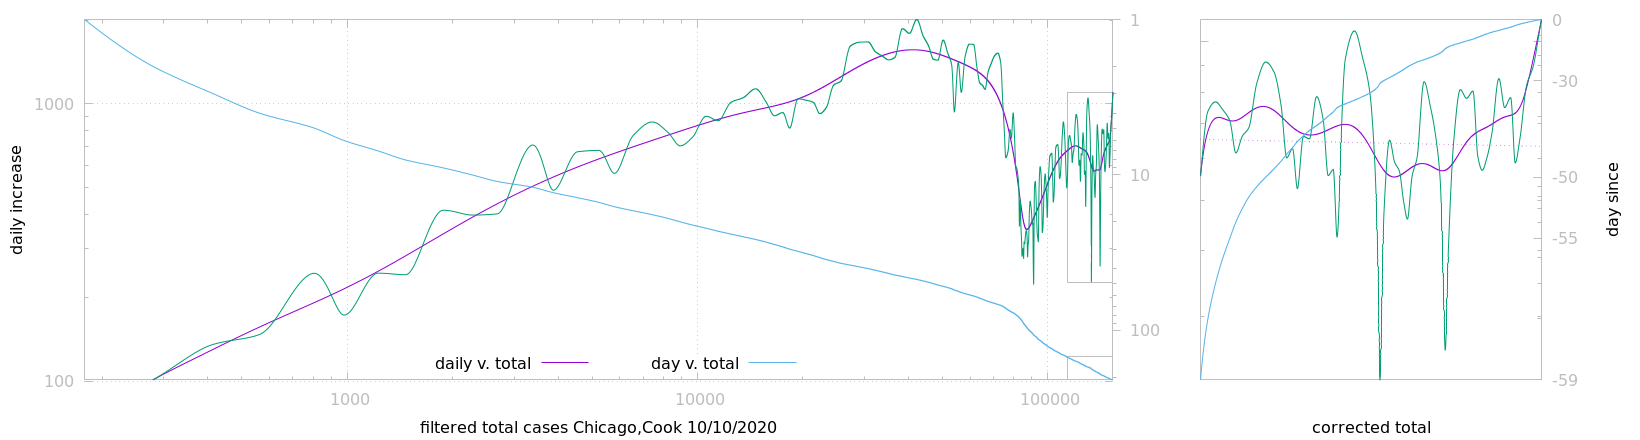 1000
100
daily increase
1
10
100
daily v. total
day v. total
1000
10000
100000
filtered total cases Chicago,Cook 10/10/2020
0
-30
-50
-55
-59
day since
corrected total